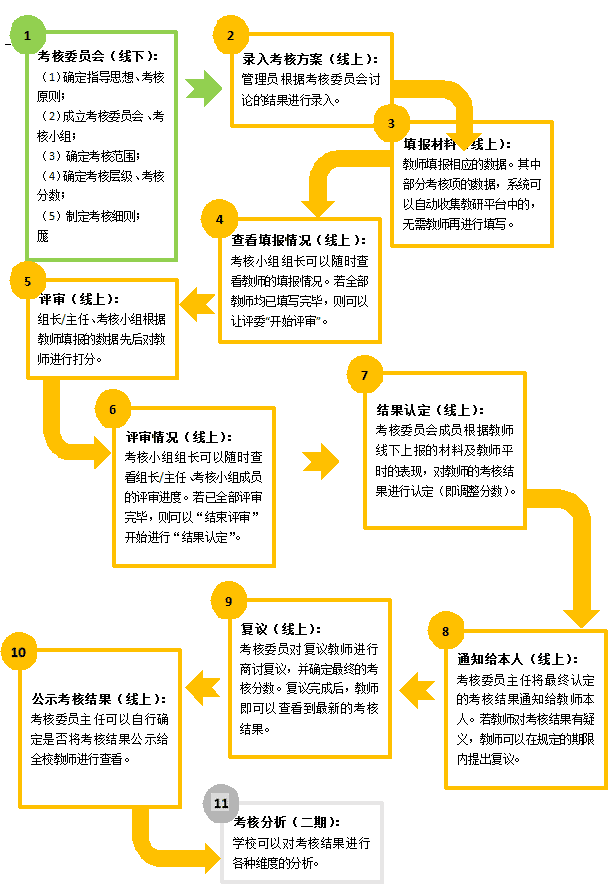 1
考核委员会（线下）：
（1）确定指导思想、考核
原则；
（2）成立考核委员会、考
核小组；
（3）确定考核范围；
（4）确定考核层级、考核
分数；
（5）制定考核细则；
2
录入考核方案（线上）：
管理员根据考核委员会讨
论的结果进行录入。
3
填报材料（线上）：
教师填报相应的数据。其中
部分考核项的数据，系统可
以自动收集教研平台中的，
无需教师再进行填写。
4
查看填报情况（线上）：
考核小组组长可以随时查
看教师的填报情况。若全部
教师均已填写完毕，则可以
让评委“开始评审”。
5
评审（线上）：
组长/主任、考核小组根据
教师填报的数据先后对教
师进行打分。
6
评审情况（线上）：
考核小组组长可以随时查
看组长/主任、考核小组成员
的评审进度。若已全部评审
完毕，则可以“结束评审”
开始进行“结果认定”。
7
结果认定（线上）：
考核委员会成员根据教师
线下上报的材料及教师平
时的表现，对教师的考核结
果进行认定（即调整分数）。
8
通知给本人（线上）：
考核委员主任将最终认定
的考核结果通知给教师本
人。若教师对考核结果有疑
义，教师可以在规定的期限
内提出复议。
9
复议（线上）：
考核委员对复议教师进行
商讨复议，并确定最终的考
核分数。复议完成后，教师
即可以查看到最新的考核
结果。
10
公示考核结果（线上）：
考核委员主任可以自行确
定是否将考核结果公示给
全校教师进行查看。
11
考核分析（二期）：
学校可以对考核结果进行
各种维度的分析。